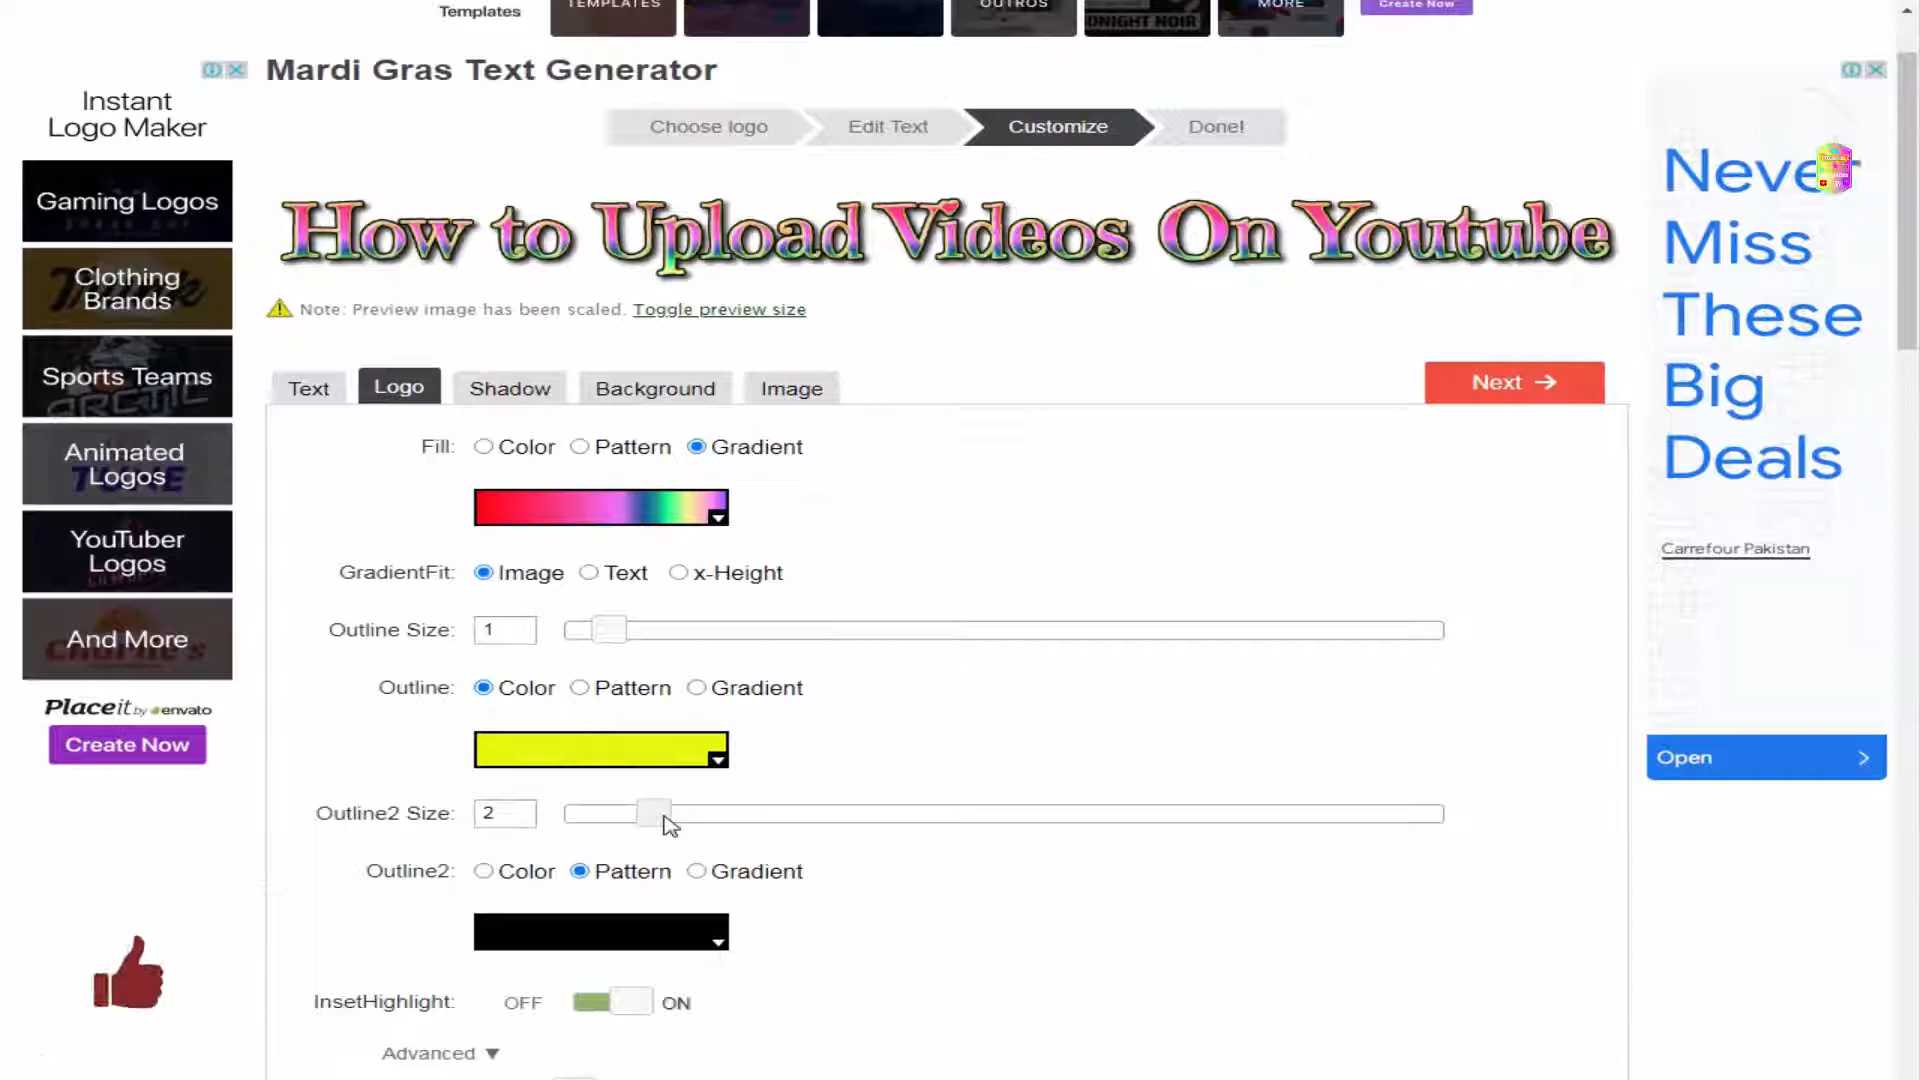 Templates
TEMPLATES
OUTROS
DNIGHT NOIR
MORE
Create Now
Mardi Gras Text Generator
Instant
Logo Maker
Choose logo
Edit Text
Customize
Done!
Gaming Logos
Clothing
Brands
Sports Teams
ARCTIC
Animated
Logos
YouTuber
Logos
And More
Placeit by envato
Create Now
How to Upload Videos On Youtube
Note: Preview image has been scaled. Toggle preview size
Text
Logo
Shadow
Background
Image
Next →
Fill: Color Pattern Gradient
GradientFit: Image Text x-Height
Outline Size: 1
Outline: Color Pattern Gradient
Outline2 Size: 2
Outline2: Color Pattern Gradient
InsetHighlight: OFF ON
Advanced ▼
Never
Miss
These
Big
Deals
Carrefour Pakistan
Open